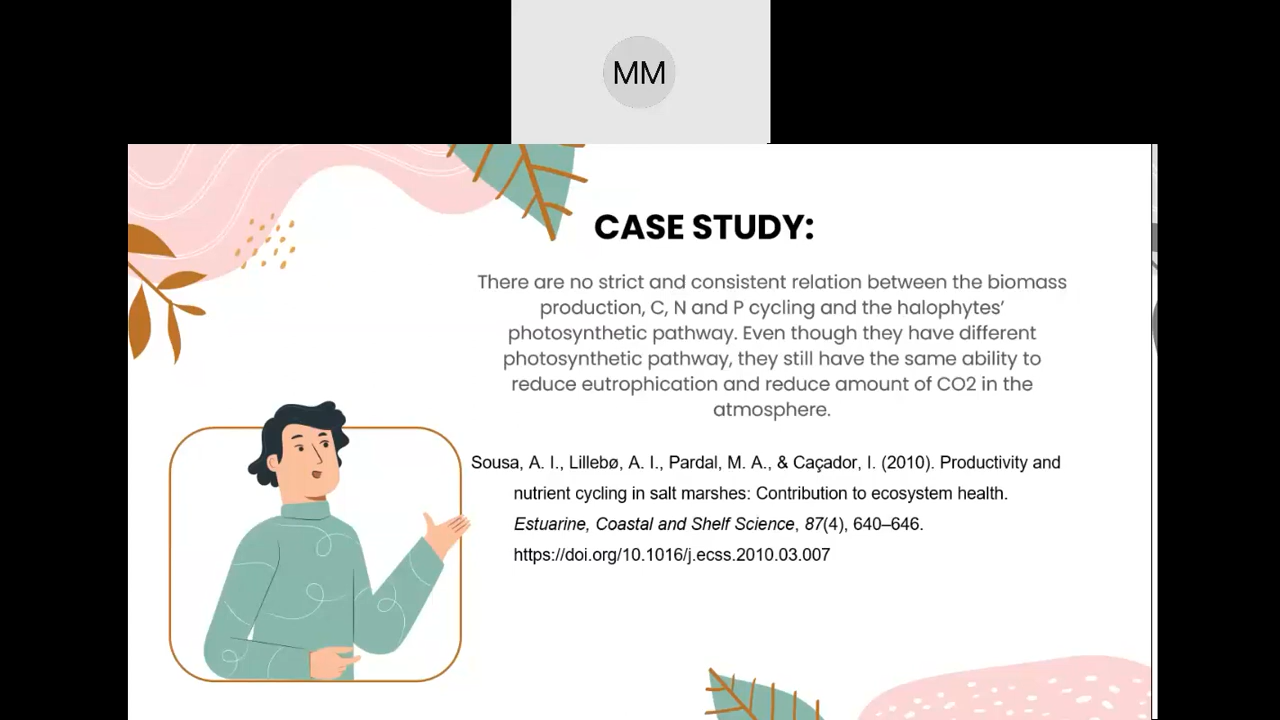 MM
CASE STUDY:
There are no strict and consistent relation between the biomass
production, C, N and P cycling and the halophytes’
photosynthetic pathway. Even though they have different
photosynthetic pathway, they still have the same ability to
reduce eutrophication and reduce amount of CO2 in the
atmosphere.
Sousa, A. I., Lillebø, A. I., Pardal, M. A., & Caçador, I. (2010). Productivity and
nutrient cycling in salt marshes: Contribution to ecosystem health.
Estuarine, Coastal and Shelf Science, 87(4), 640–646.
https://doi.org/10.1016/j.ecss.2010.03.007